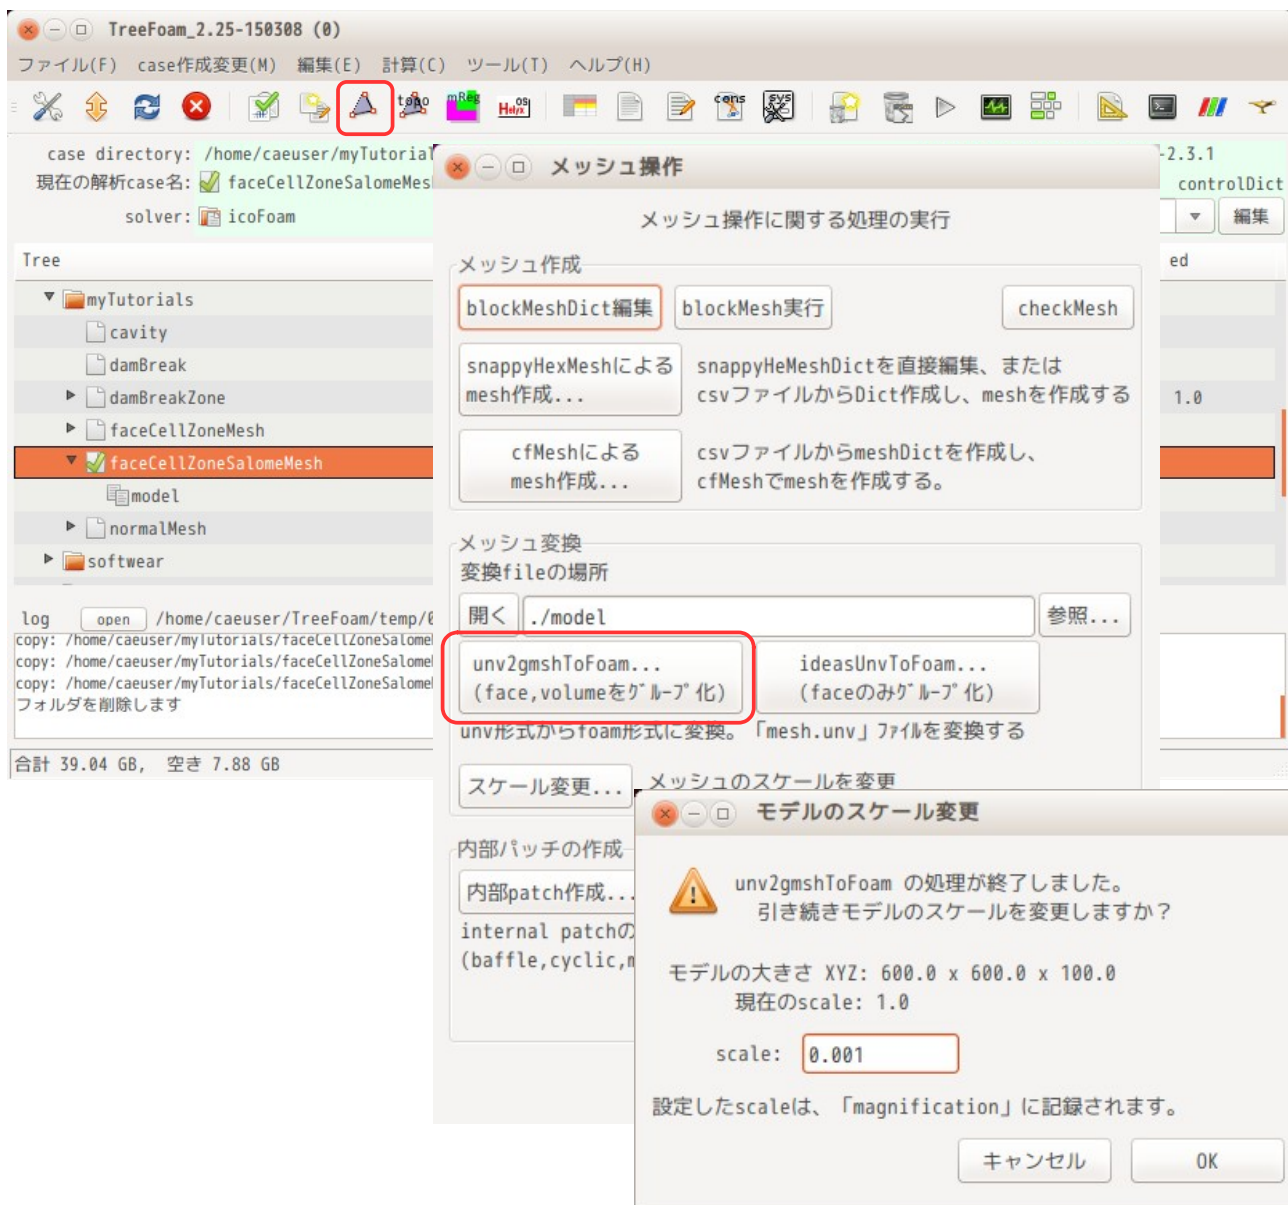 TreeFoam_2.25-150308 (0)
ファイル(F) case作成変更(M) 編集(E) 計算(C) ツール(T) ヘルプ(H)
topo mReg OS Helyx cons sys
case directory: /home/caeuser/myTutorial
-2.3.1
現在の解析case名: faceCellZoneSalomeMes
controlDict
solver: icoFoam
編集
Tree
ed
myTutorials
cavity
damBreak
damBreakZone
1.0
faceCellZoneMesh
faceCellZoneSalomeMesh
model
normalMesh
softwear
log open /home/caeuser/TreeFoam/temp/
copy: /home/caeuser/myTutorials/faceCellZoneSalome
copy: /home/caeuser/myTutorials/faceCellZoneSalome
copy: /home/caeuser/myTutorials/faceCellZoneSalome
フォルダを削除します
合計 39.04 GB, 空き 7.88 GB
メッシュ操作
メッシュ操作に関する処理の実行
メッシュ作成
blockMeshDict編集 blockMesh実行 checkMesh
snappyHexMeshによる
mesh作成...
snappyHeMeshDictを直接編集、または
csvファイルからDict作成し、meshを作成する
cfMeshによる
mesh作成...
csvファイルからmeshDictを作成し、
cfMeshでmeshを作成する。
メッシュ変換
変換fileの場所
開く ./model 参照...
unv2gmshToFoam...
(face,volumeをｸﾞﾙｰﾌﾟ化)
ideasUnvToFoam...
(faceのみｸﾞﾙｰﾌﾟ化)
unv形式からfoam形式に変換。「mesh.unv」ﾌｧｲﾙを変換する
スケール変更... メッシュのスケールを変更
内部パッチの作成
内部patch作成...
internal patchの
(baffle,cyclic,m
モデルのスケール変更
unv2gmshToFoam の処理が終了しました。
引き続きモデルのスケールを変更しますか？
モデルの大きさ XYZ: 600.0 x 600.0 x 100.0
現在のscale: 1.0
scale: 0.001
設定したscaleは、「magnification」に記録されます。
キャンセル OK